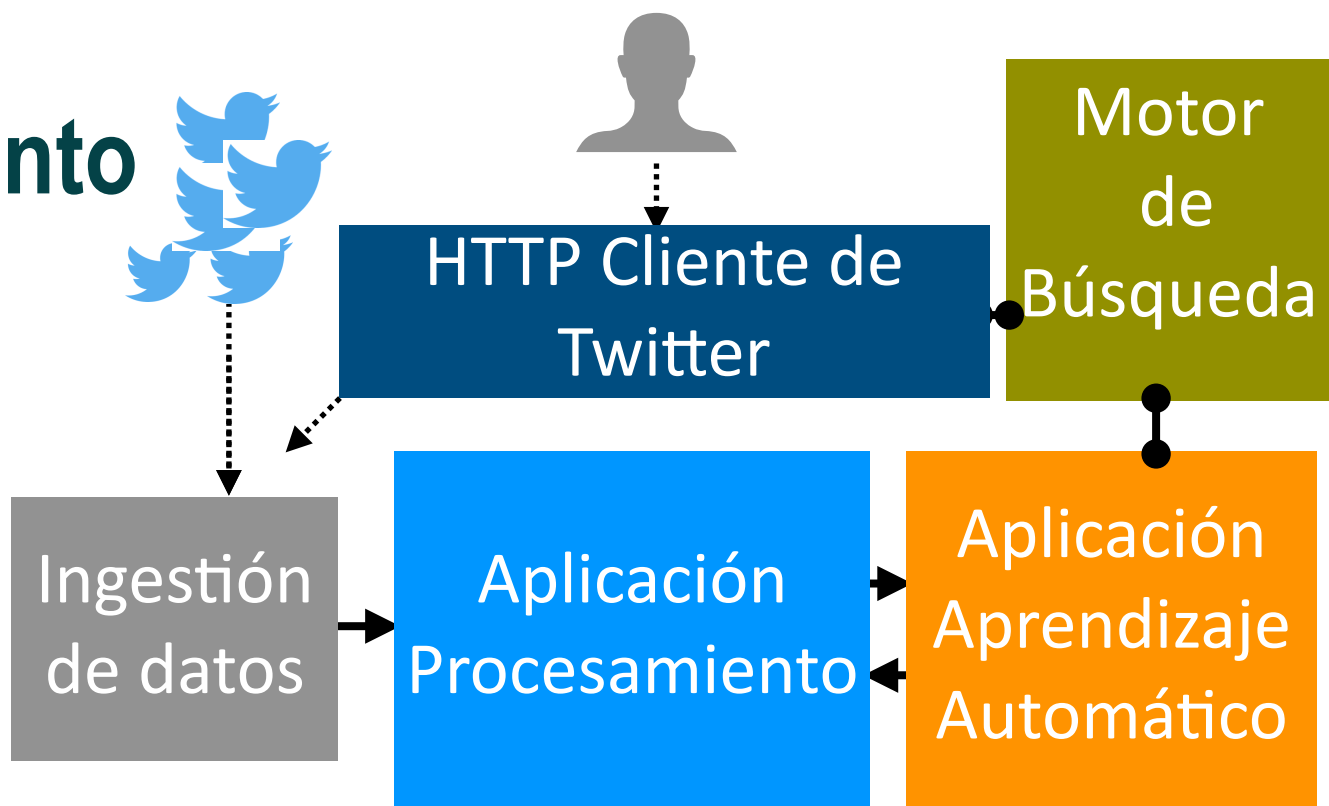 nto
HTTP Cliente de
Twitter
Motor
de
Búsqueda
Ingestión
de datos
Aplicación
Procesamiento
Aplicación
Aprendizaje
Automático